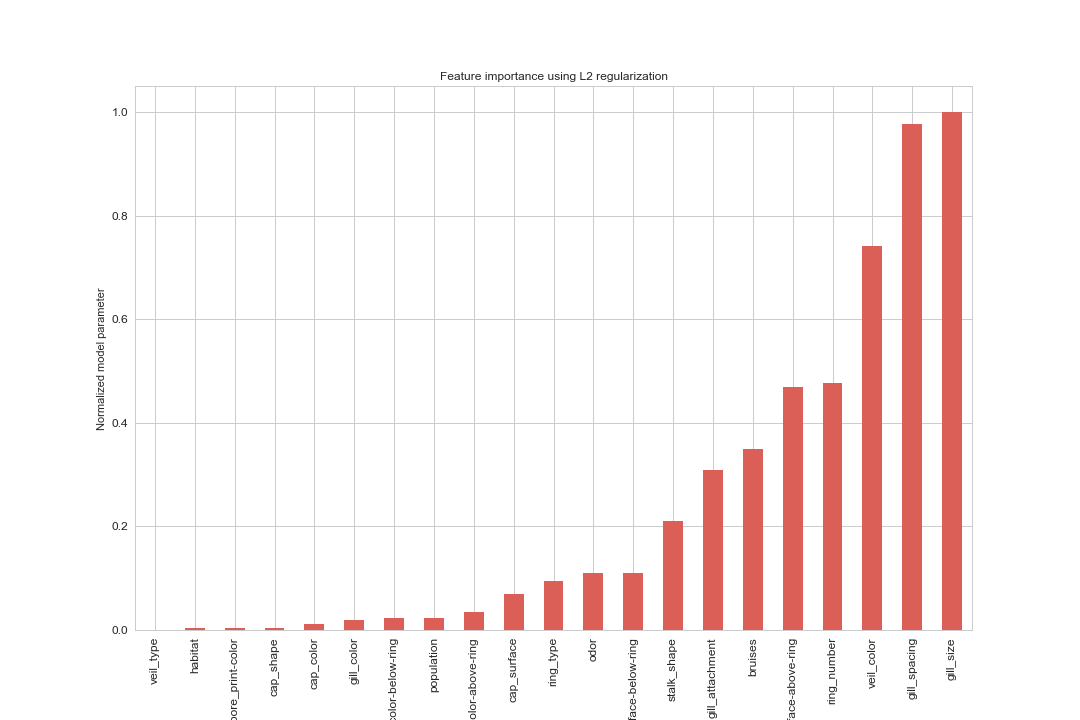 Feature importance using L2 regularization
Normalized model parameter
1.0
0.8
0.6
0.4
0.2
0.0
veil_type
habitat
pore_print-color
cap_shape
cap_color
gill_color
color-below-ring
population
olor-above-ring
cap_surface
ring_type
odor
face-below-ring
stalk_shape
gill_attachment
bruises
face-above-ring
ring_number
veil_color
gill_spacing
gill_size